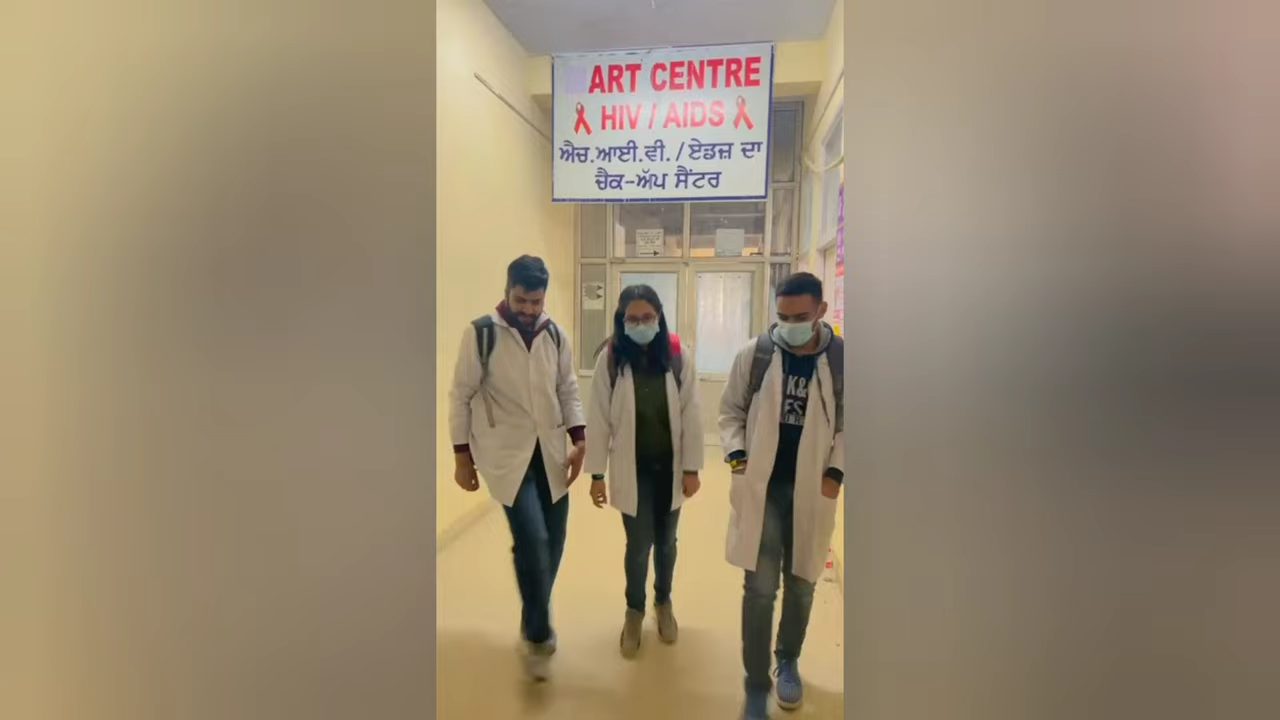 ART CENTRE
HIV / AIDS
ਐਚ.ਆਈ.ਵੀ. / ਏਡਜ਼ ਦਾ
ਚੈਕ-ਅੱਪ ਸੈਂਟਰ
K&